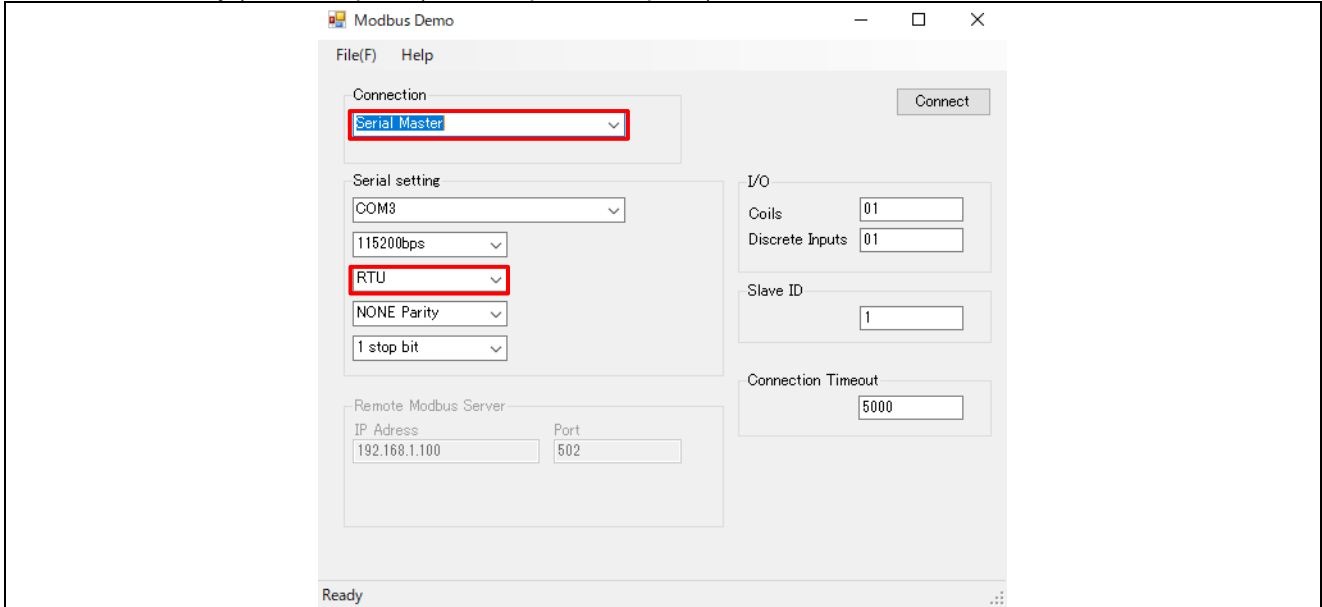 Modbus Demo
File(F) Help
Connection
Serial Master
Connect
Serial setting
COM3
115200bps
RTU
NONE Parity
1 stop bit
I/O
Coils 01
Discrete Inputs 01
Slave ID
1
Connection Timeout
5000
Remote Modbus Server
IP Adress Port
192.168.1.100 502
Ready